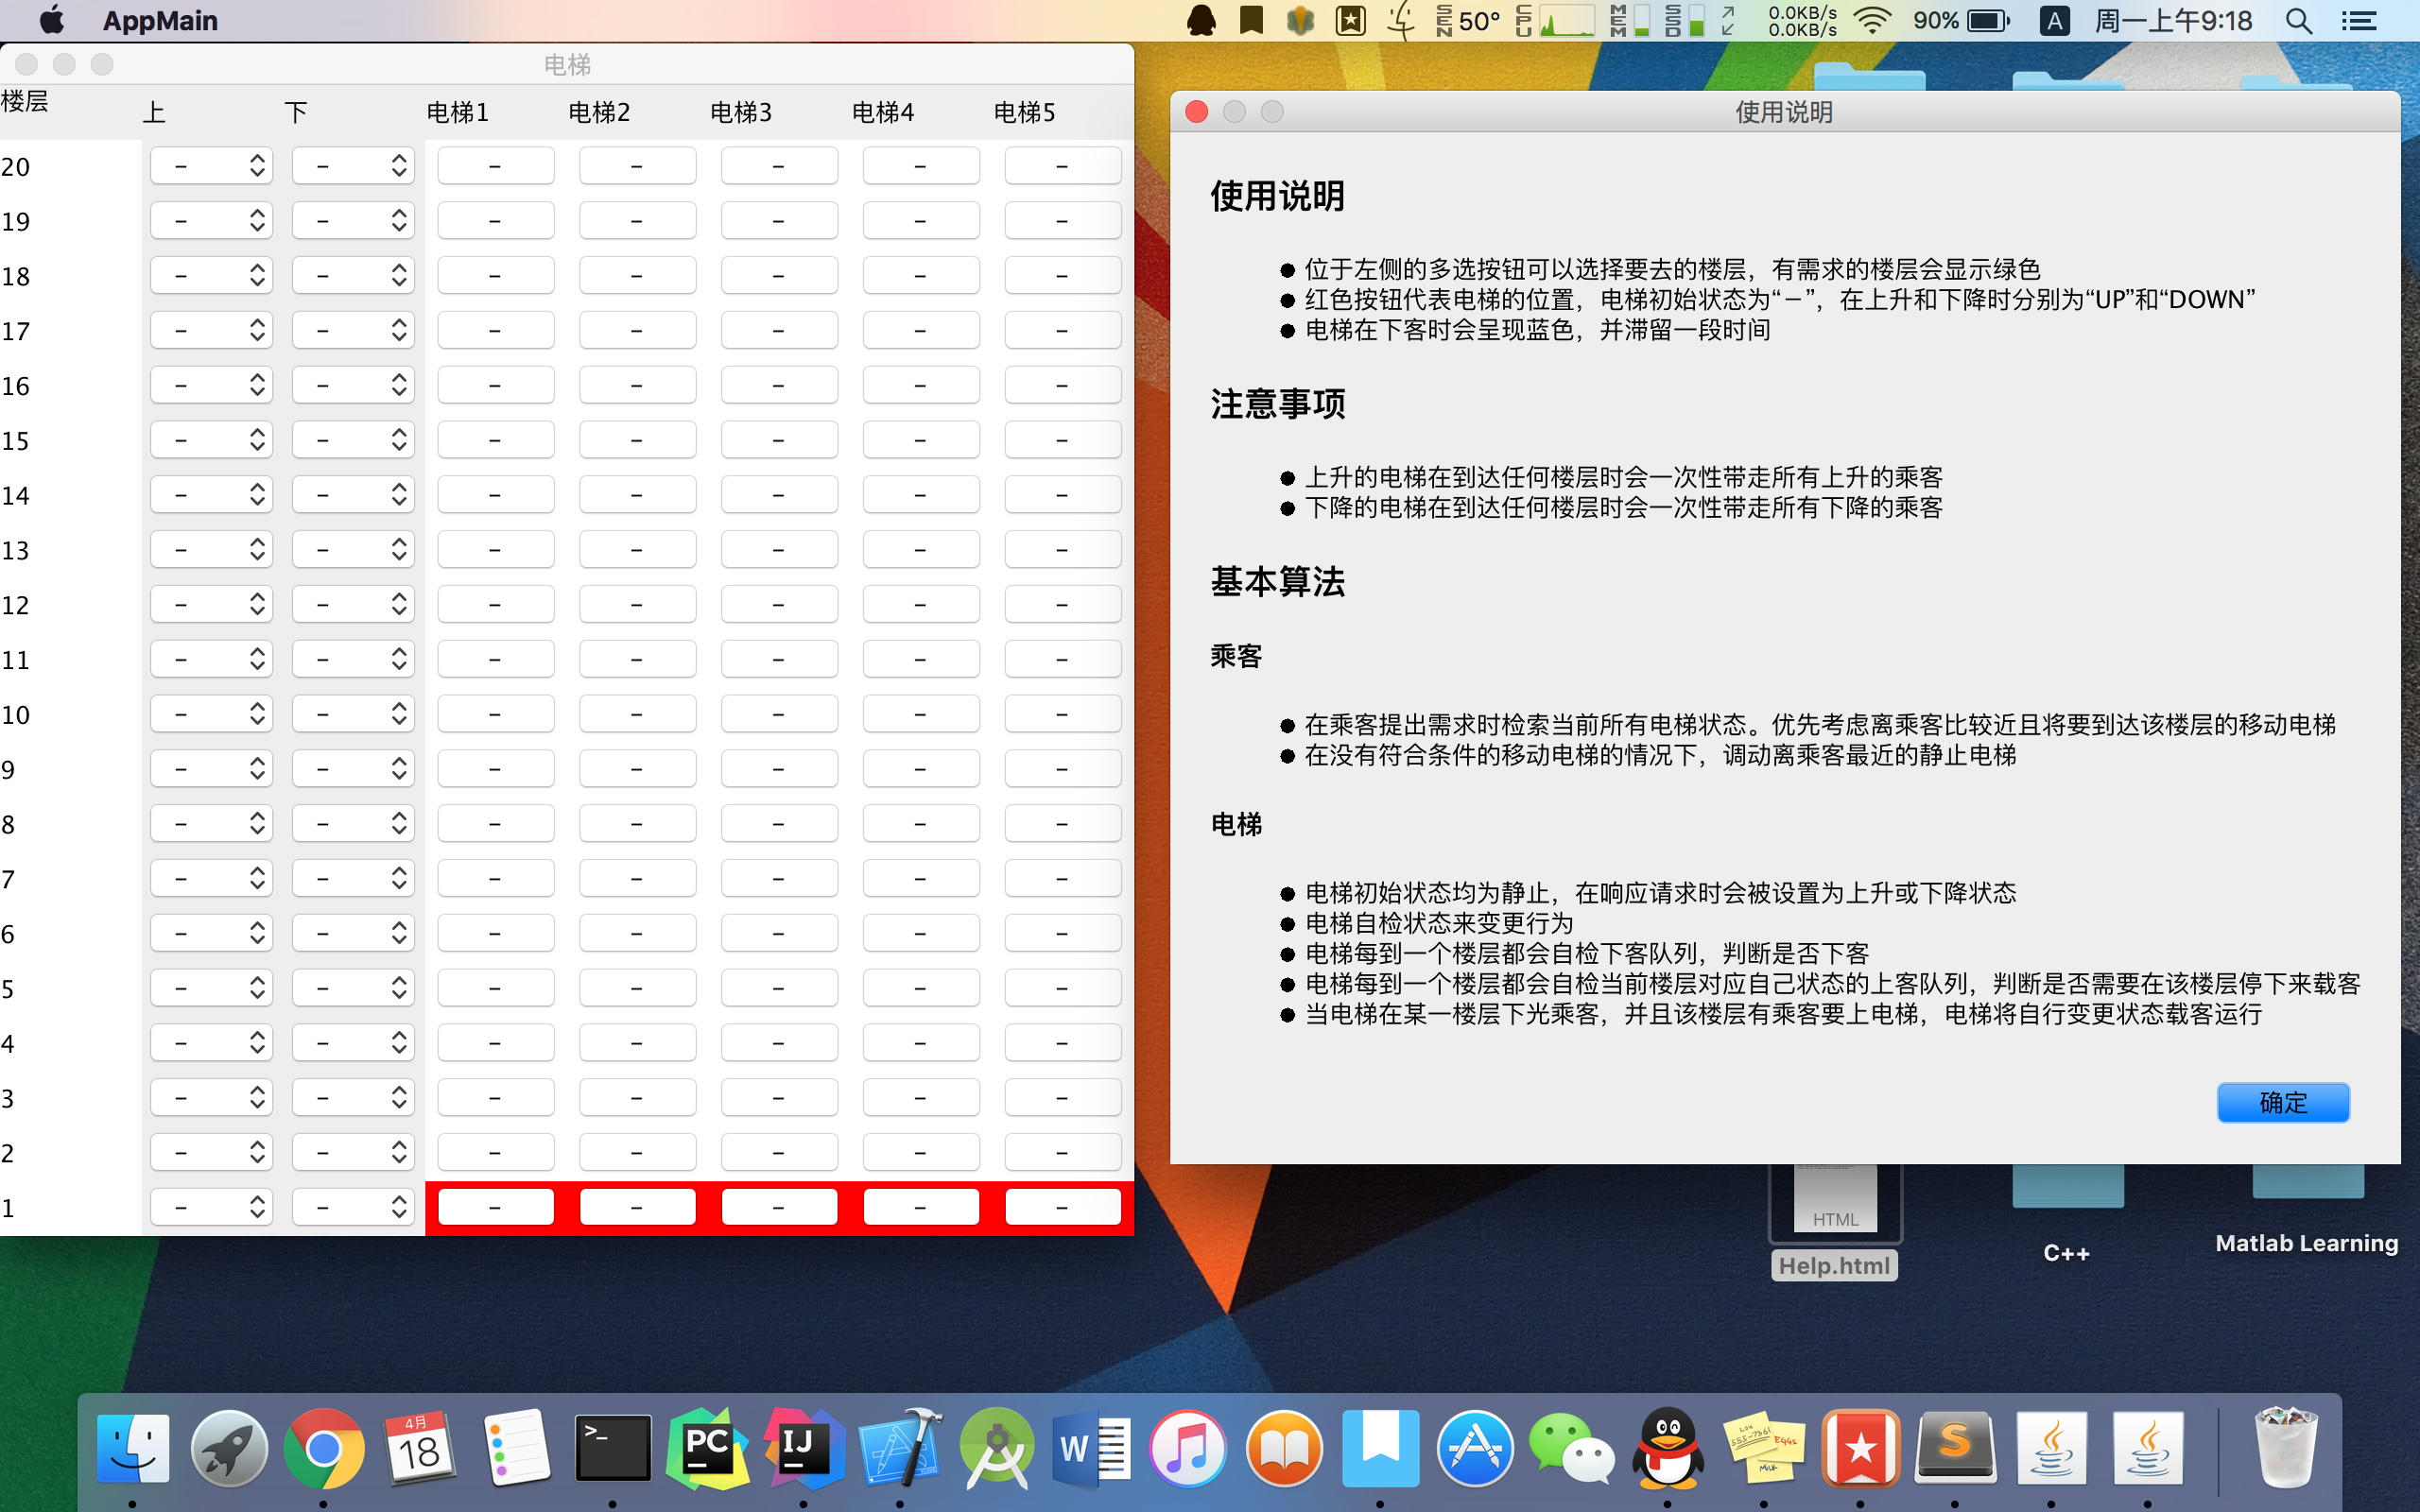 AppMain
SEN 50° CPU MEM SSD 0.0KB/s 90% A 周一上午9:18
0.0KB/s
电梯
楼层 上 下 电梯1 电梯2 电梯3 电梯4 电梯5
20 – – – – – – –
19 – – – – – – –
18 – – – – – – –
17 – – – – – – –
16 – – – – – – –
15 – – – – – – –
14 – – – – – – –
13 – – – – – – –
12 – – – – – – –
11 – – – – – – –
10 – – – – – – –
9 – – – – – – –
8 – – – – – – –
7 – – – – – – –
6 – – – – – – –
5 – – – – – – –
4 – – – – – – –
3 – – – – – – –
2 – – – – – – –
1 – – – – – – –
使用说明
使用说明
● 位于左侧的多选按钮可以选择要去的楼层，有需求的楼层会显示绿色
● 红色按钮代表电梯的位置，电梯初始状态为“－”，在上升和下降时分别为“UP”和“DOWN”
● 电梯在下客时会呈现蓝色，并滞留一段时间
注意事项
● 上升的电梯在到达任何楼层时会一次性带走所有上升的乘客
● 下降的电梯在到达任何楼层时会一次性带走所有下降的乘客
基本算法
乘客
● 在乘客提出需求时检索当前所有电梯状态。优先考虑离乘客比较近且将要到达该楼层的移动电梯
● 在没有符合条件的移动电梯的情况下，调动离乘客最近的静止电梯
电梯
● 电梯初始状态均为静止，在响应请求时会被设置为上升或下降状态
● 电梯自检状态来变更行为
● 电梯每到一个楼层都会自检下客队列，判断是否下客
● 电梯每到一个楼层都会自检当前楼层对应自己状态的上客队列，判断是否需要在该楼层停下来载客
● 当电梯在某一楼层下光乘客，并且该楼层有乘客要上电梯，电梯将自行变更状态载客运行
确定
HTML
Help.html
C++
Matlab Learning
4月
18
>_
PC
IJ
W
555-7361
EGGS
MILK
S